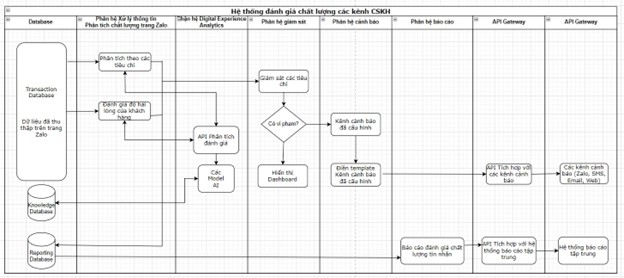 Hệ thống đánh giá chất lượng các kênh CSKH
Database
Phân hệ Xử lý thông tin
Phân tích chất lượng trang Zalo
Phân hệ Digital Experience
Analytics
Phân hệ giám sát
Phân hệ cảnh báo
Phân hệ báo cáo
API Gateway
API Gateway
Transaction
Database
Dữ liệu đã thu
thập trên trang
Zalo
Phân tích theo các
tiêu chí
Đánh giá độ hài
lòng của khách
hàng
API Phân tích
đánh giá
Các
Model
AI
Giám sát các tiêu
chí
Có vi phạm?
Hiển thị
Dashboard
Kênh cảnh báo
đã cấu hình
Điền template
Kênh cảnh báo
đã cấu hình
API Tích hợp với
các kênh cảnh
báo
Các kênh cảnh
báo (Zalo, SMS,
Email, Web)
Knowledge
Database
Reporting
Database
Báo cáo đánh giá chất
lượng tin nhắn
API Tích hợp với hệ
thống báo cáo tập
trung
Hệ thống báo cáo
tập trung